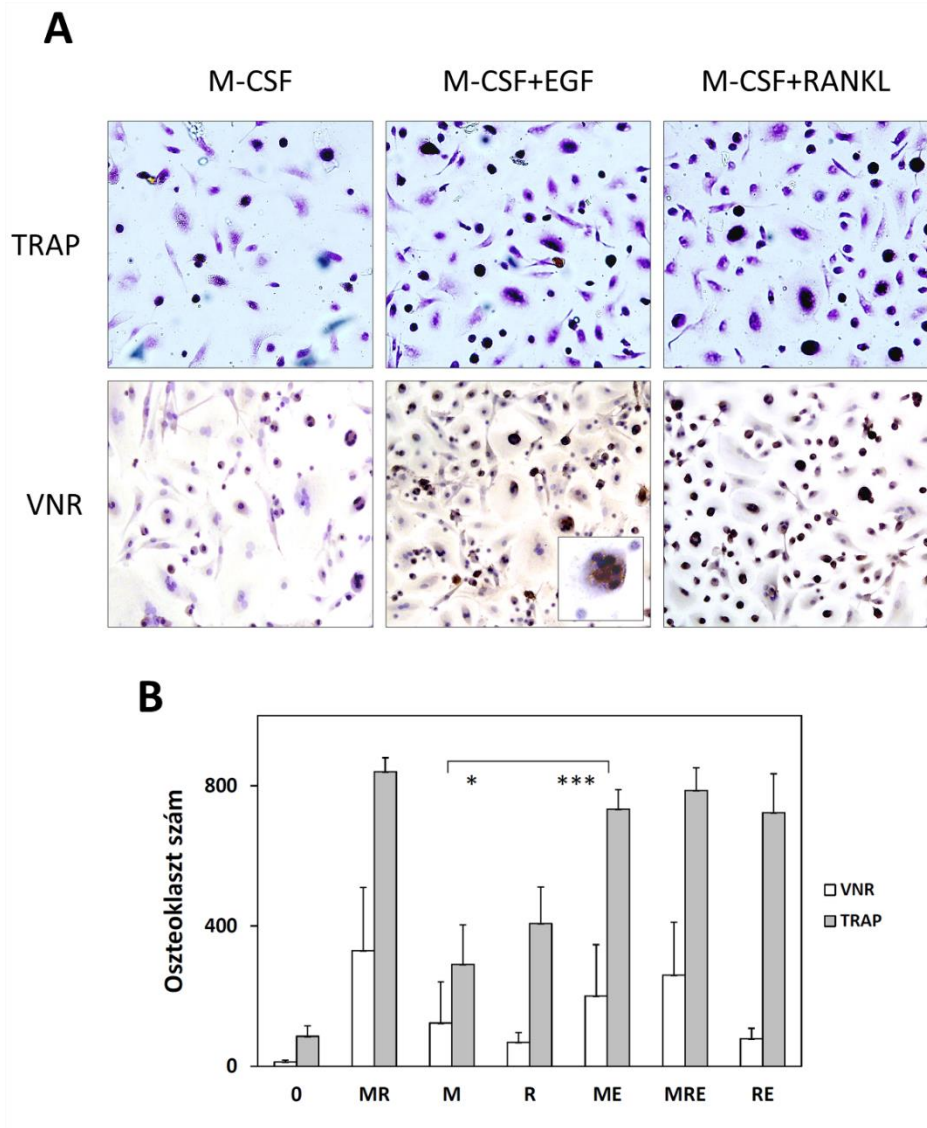 A
M-CSF
M-CSF+EGF
M-CSF+RANKL
TRAP
VNR
B
Oszteoklaszt szám
800
400
0
* ***
VNR
TRAP
0 MR M R ME MRE RE